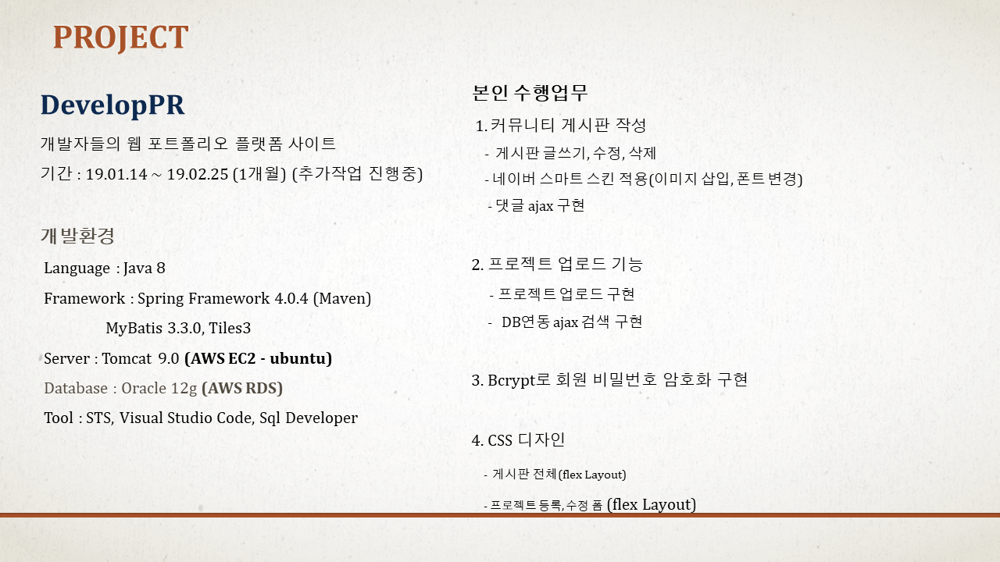 PROJECT
DevelopPR
개발자들의 웹 포트폴리오 플랫폼 사이트
기간 : 19.01.14 ~ 19.02.25 (1개월) (추가작업 진행중)
개발환경
Language : Java 8
Framework : Spring Framework 4.0.4 (Maven)
MyBatis 3.3.0, Tiles3
Server : Tomcat 9.0 (AWS EC2 - ubuntu)
Database : Oracle 12g (AWS RDS)
Tool : STS, Visual Studio Code, Sql Developer
본인 수행업무
1. 커뮤니티 게시판 작성
- 게시판 글쓰기, 수정, 삭제
- 네이버 스마트 스킨 적용(이미지 삽입, 폰트 변경)
- 댓글 ajax 구현
2. 프로젝트 업로드 기능
- 프로젝트 업로드 구현
- DB연동 ajax 검색 구현
3. Bcrypt로 회원 비밀번호 암호화 구현
4. CSS 디자인
- 게시판 전체(flex Layout)
- 프로젝트 등록, 수정 폼 (flex Layout)